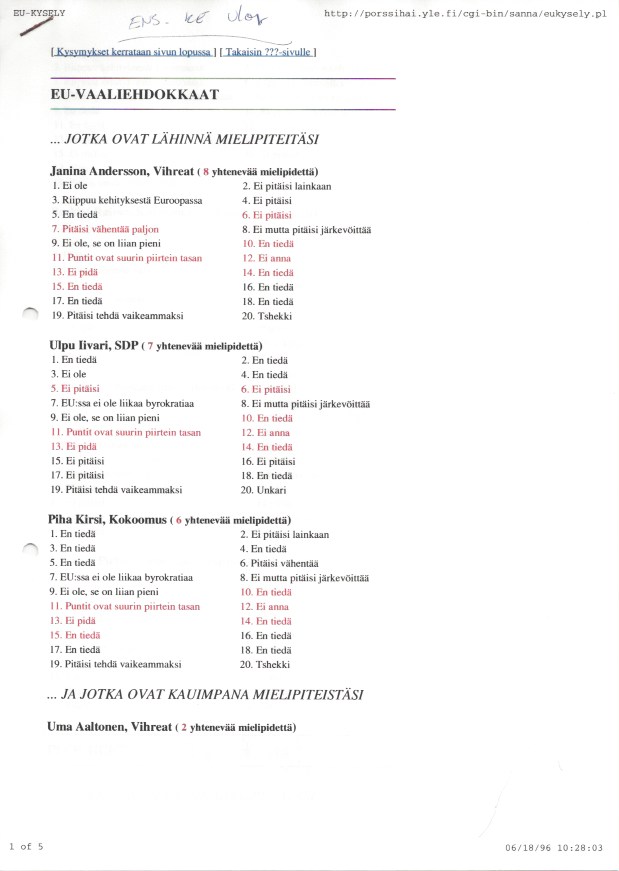 EU-KYSELY
http://porssihai.yle.fi/cgi-bin/sanna/eukysely.pl
ENS. KE
[ Kysymykset kerrataan sivun lopussa ] [ Takaisin ???-sivulle ]
EU-VAALIEHDOKKAAT
... JOTKA OVAT LÄHINNÄ MIELIPITEITÄSI
Janina Andersson, Vihreat ( 8 yhtenevää mielipidettä)
1. Ei ole 2. Ei pitäisi lainkaan
3. Riippuu kehityksestä Euroopassa 4. Ei pitäisi
5. En tiedä 6. Ei pitäisi
7. Pitäisi vähentää paljon 8. Ei mutta pitäisi järkevöittää
9. Ei ole, se on liian pieni 10. En tiedä
11. Puntit ovat suurin piirtein tasan 12. Ei anna
13. Ei pidä 14. En tiedä
15. En tiedä 16. En tiedä
17. En tiedä 18. En tiedä
19. Pitäisi tehdä vaikeammaksi 20. Tshekki
Ulpu Iivari, SDP ( 7 yhtenevää mielipidettä)
1. En tiedä 2. En tiedä
3. Ei ole 4. En tiedä
5. Ei pitäisi 6. Ei pitäisi
7. EU:ssa ei ole liikaa byrokratiaa 8. Ei mutta pitäisi järkevöittää
9. Ei ole, se on liian pieni 10. En tiedä
11. Puntit ovat suurin piirtein tasan 12. Ei anna
13. Ei pidä 14. En tiedä
15. Ei pitäisi 16. Ei pitäisi
17. Ei pitäisi 18. En tiedä
19. Pitäisi tehdä vaikeammaksi 20. Unkari
Piha Kirsi, Kokoomus ( 6 yhtenevää mielipidettä)
1. En tiedä 2. Ei pitäisi lainkaan
3. En tiedä 4. En tiedä
5. En tiedä 6. Pitäisi vähentää
7. EU:ssa ei ole liikaa byrokratiaa 8. Ei mutta pitäisi järkevöittää
9. Ei ole, se on liian pieni 10. En tiedä
11. Puntit ovat suurin piirtein tasan 12. Ei anna
13. Ei pidä 14. En tiedä
15. En tiedä 16. En tiedä
17. En tiedä 18. En tiedä
19. Pitäisi tehdä vaikeammaksi 20. Tshekki
... JA JOTKA OVAT KAUIMPANA MIELIPITEISTÄSI
Uma Aaltonen, Vihreat ( 2 yhtenevää mielipidettä)
1 of 5
06/18/96 10:28:03